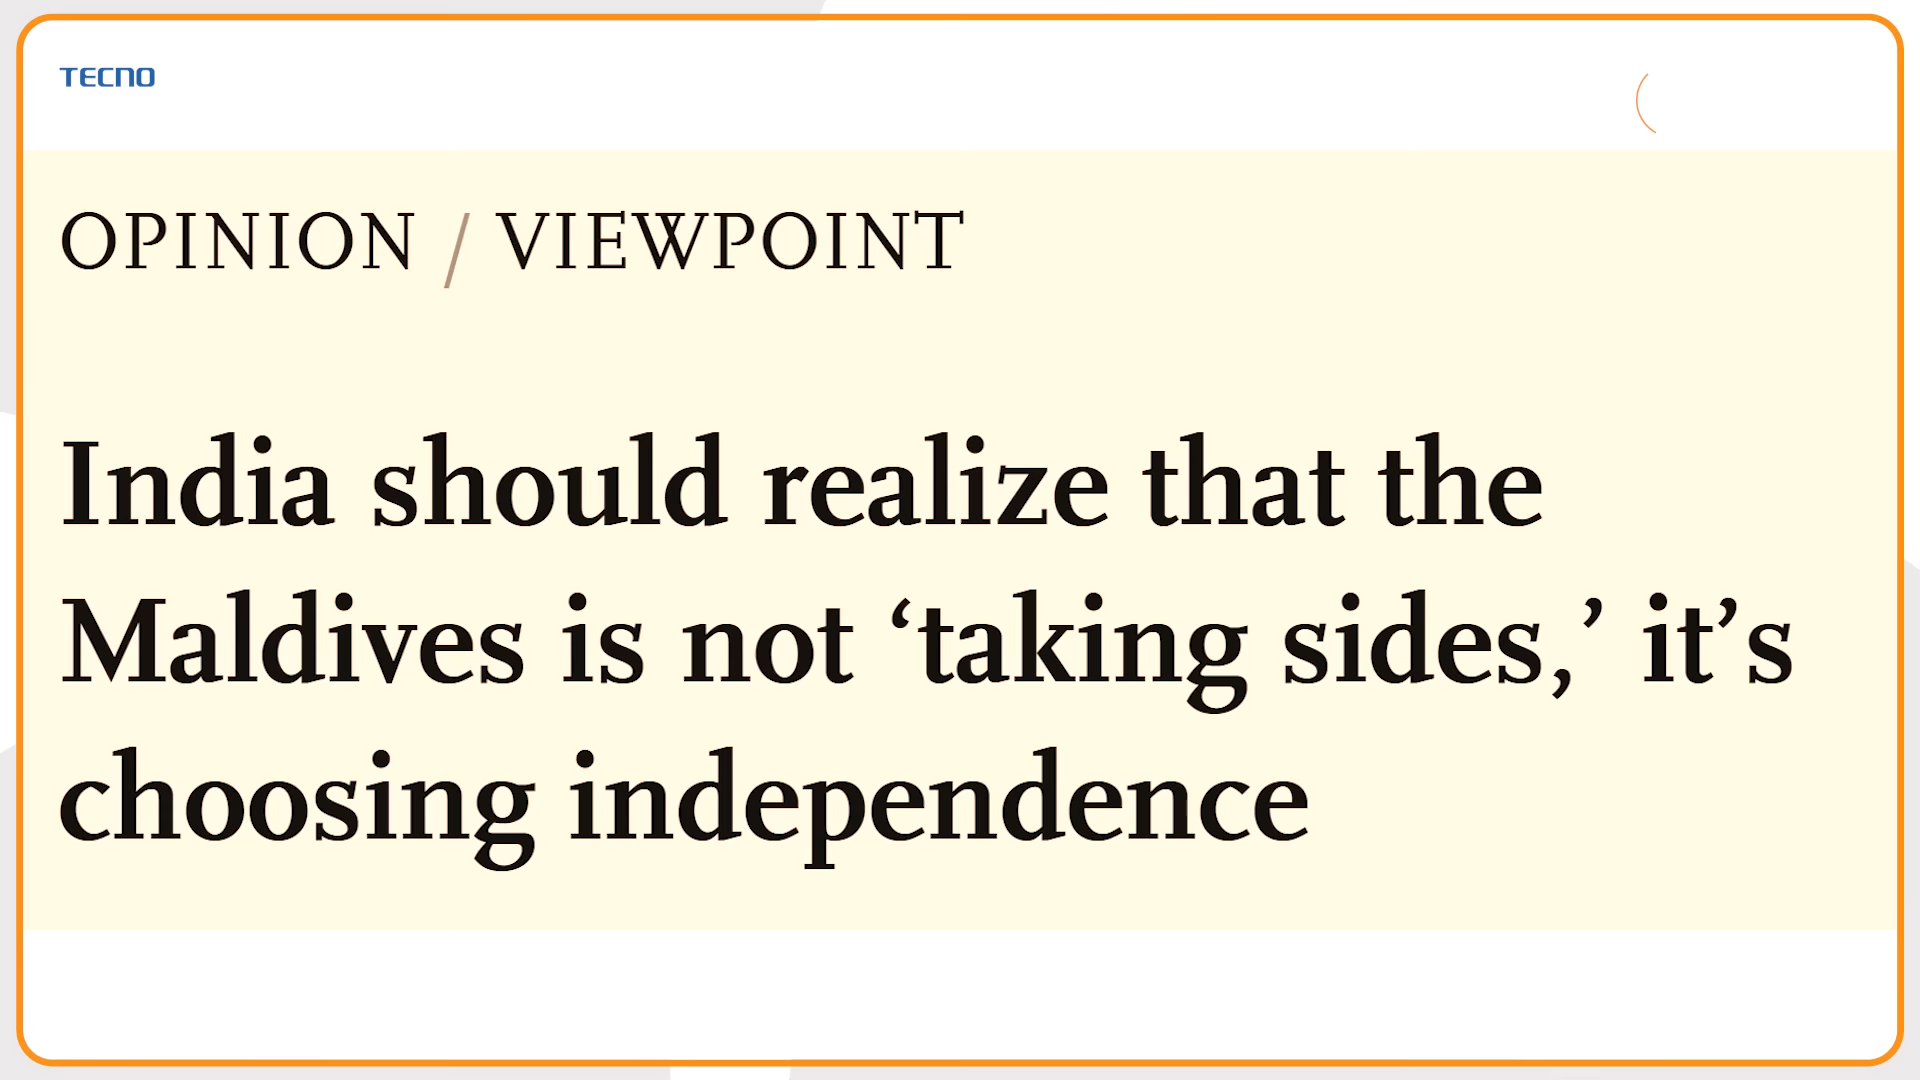 TECNO
OPINION / VIEWPOINT
India should realize that the
Maldives is not ‘taking sides,’ it’s
choosing independence